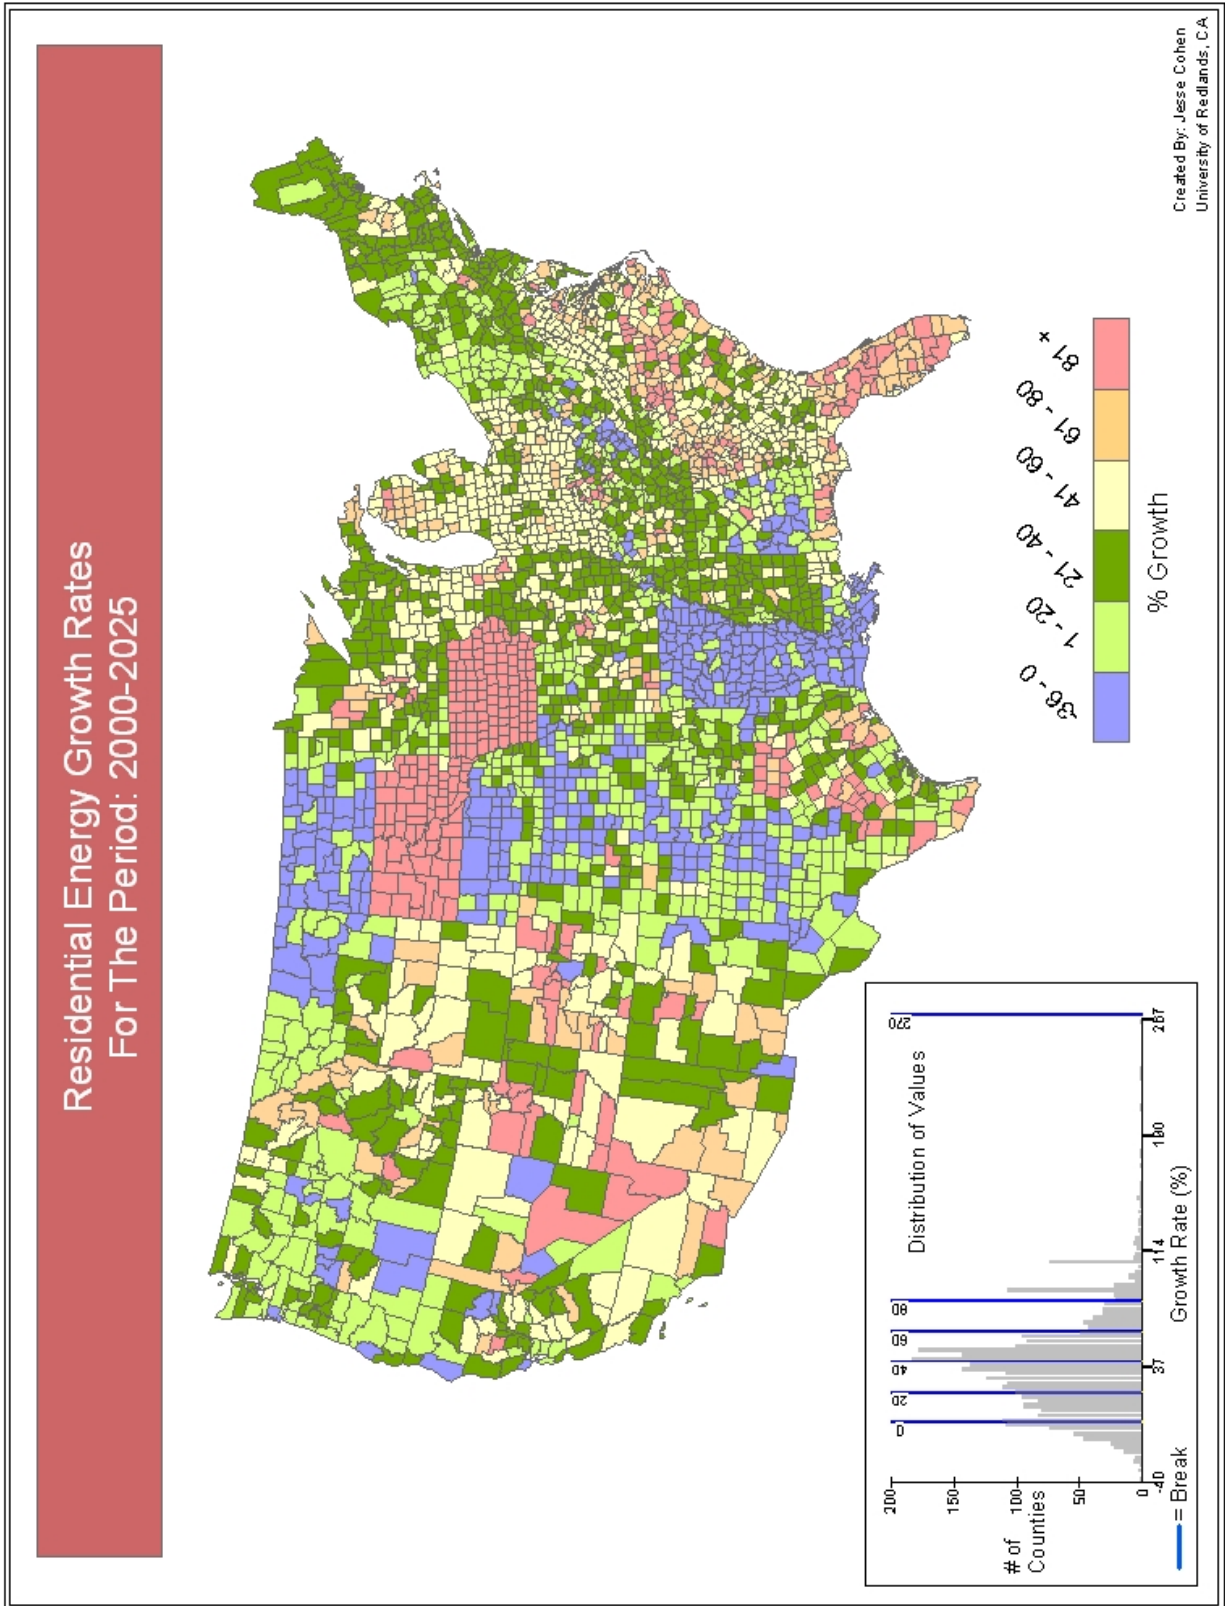 Residential Energy Growth Rates
For The Period: 2000-2025
-36 - 0
1 - 20
21 - 40
41 - 60
61 - 80
81 +
% Growth
Distribution of Values
0
20
40
60
80
270
200
150
100
50
0
# of
Counties
-40
37
114
190
267
= Break
Growth Rate (%)
Created By: Jesse Cohen
University of Redlands, CA